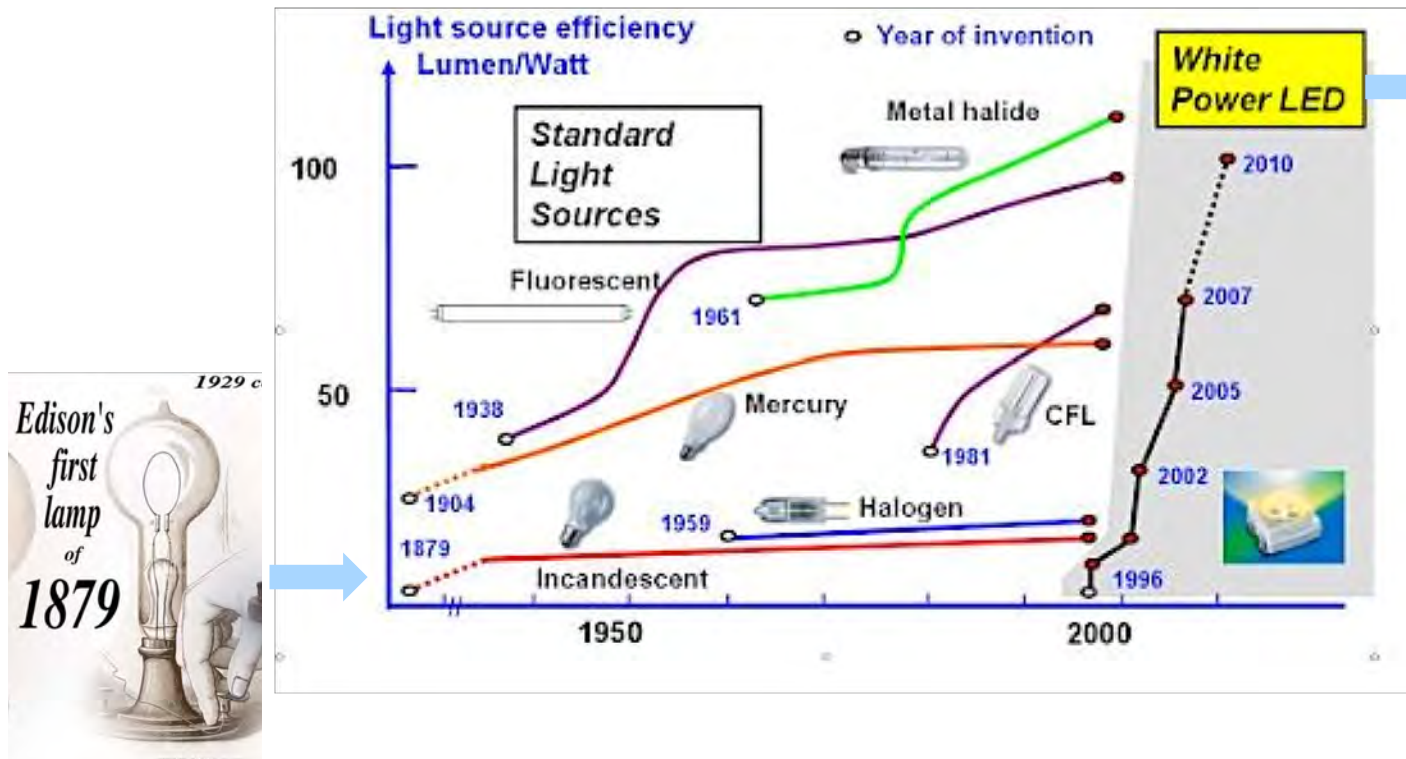 Light source efficiency
Lumen/Watt
Year of invention
White
Power LED
Standard
Light
Sources
Metal halide
100
2010
Fluorescent
1961
2007
50
1938
Mercury
CFL
2005
1904
1981
2002
1879
1959
Halogen
Incandescent
1996
1950
2000
1929
Edison's
first
lamp
of
1879